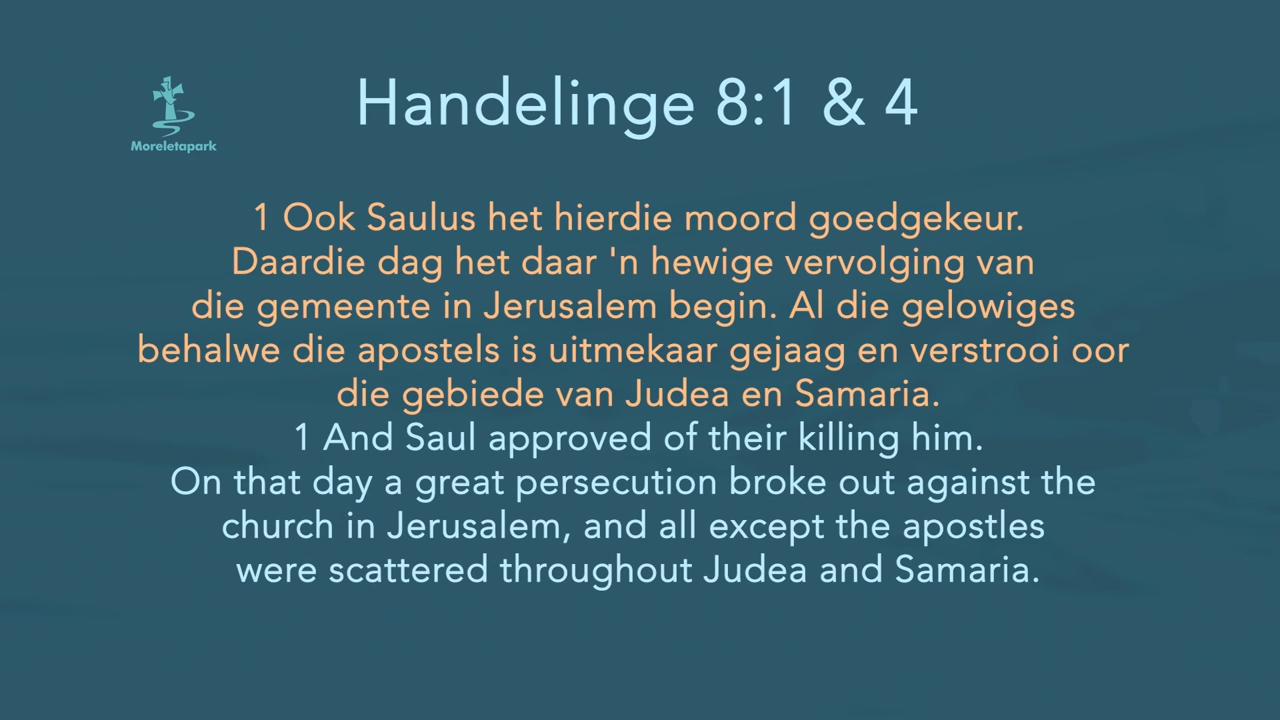 Handelinge 8:1 & 4
Moreletapark
1 Ook Saulus het hierdie moord goedgekeur.
Daardie dag het daar 'n hewige vervolging van
die gemeente in Jerusalem begin. Al die gelowiges
behalwe die apostels is uitmekaar gejaag en verstrooi oor
die gebiede van Judea en Samaria.
1 And Saul approved of their killing him.
On that day a great persecution broke out against the
church in Jerusalem, and all except the apostles
were scattered throughout Judea and Samaria.